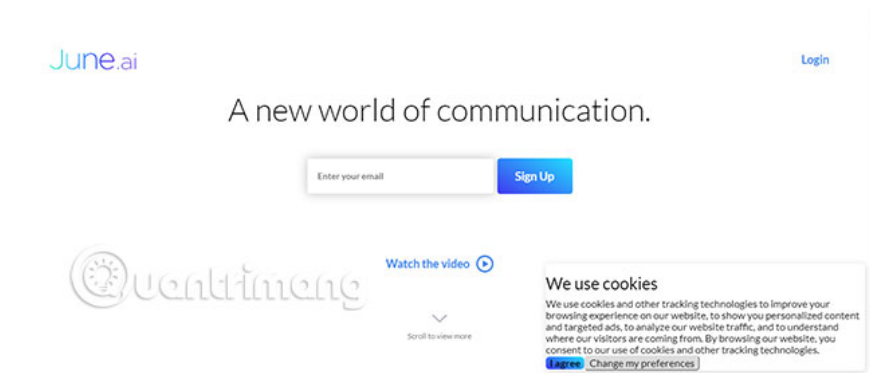 June.ai
Login
A new world of communication.
Enter your email
Sign Up
Watch the video
Quantrimang
Scroll to view more
We use cookies
We use cookies and other tracking technologies to improve your
browsing experience on our website, to show you personalized content
and targeted ads, to analyze our website traffic, and to understand
where our visitors are coming from. By browsing our website, you
consent to our use of cookies and other tracking technologies.
I agree Change my preferences